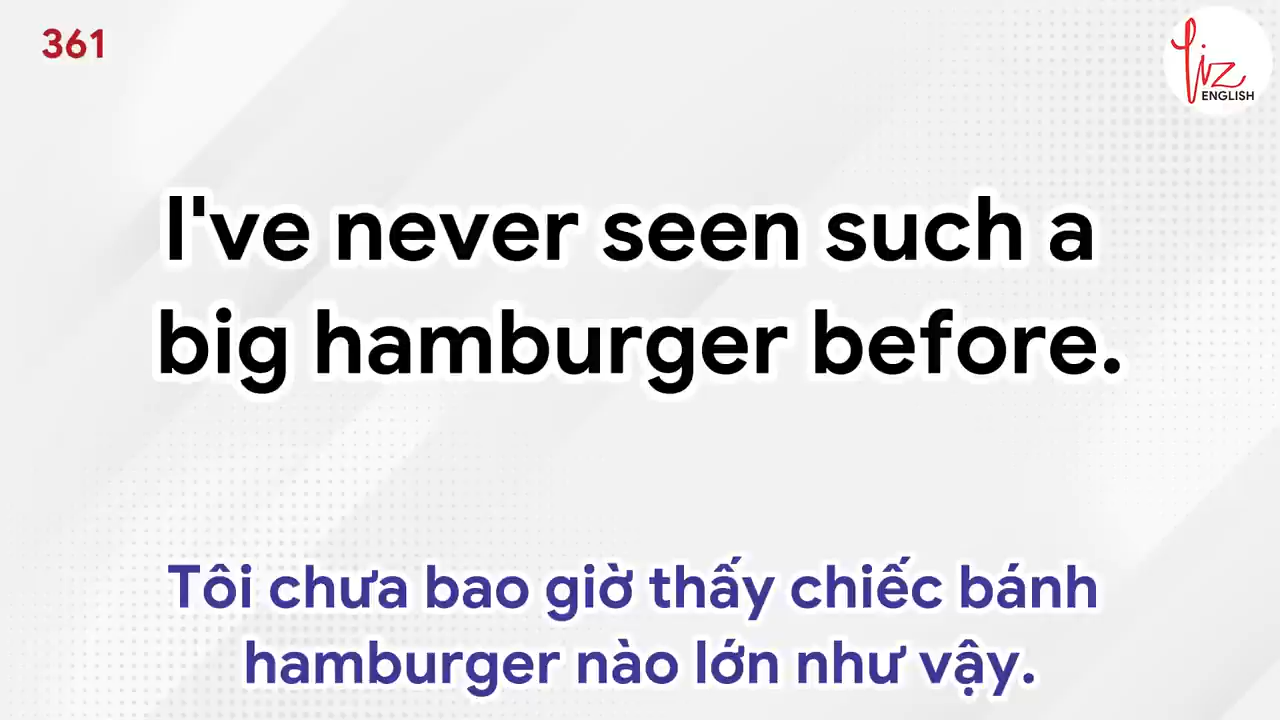 361
Liz
ENGLISH
I've never seen such a
big hamburger before.
Tôi chưa bao giờ thấy chiếc bánh
hamburger nào lớn như vậy.